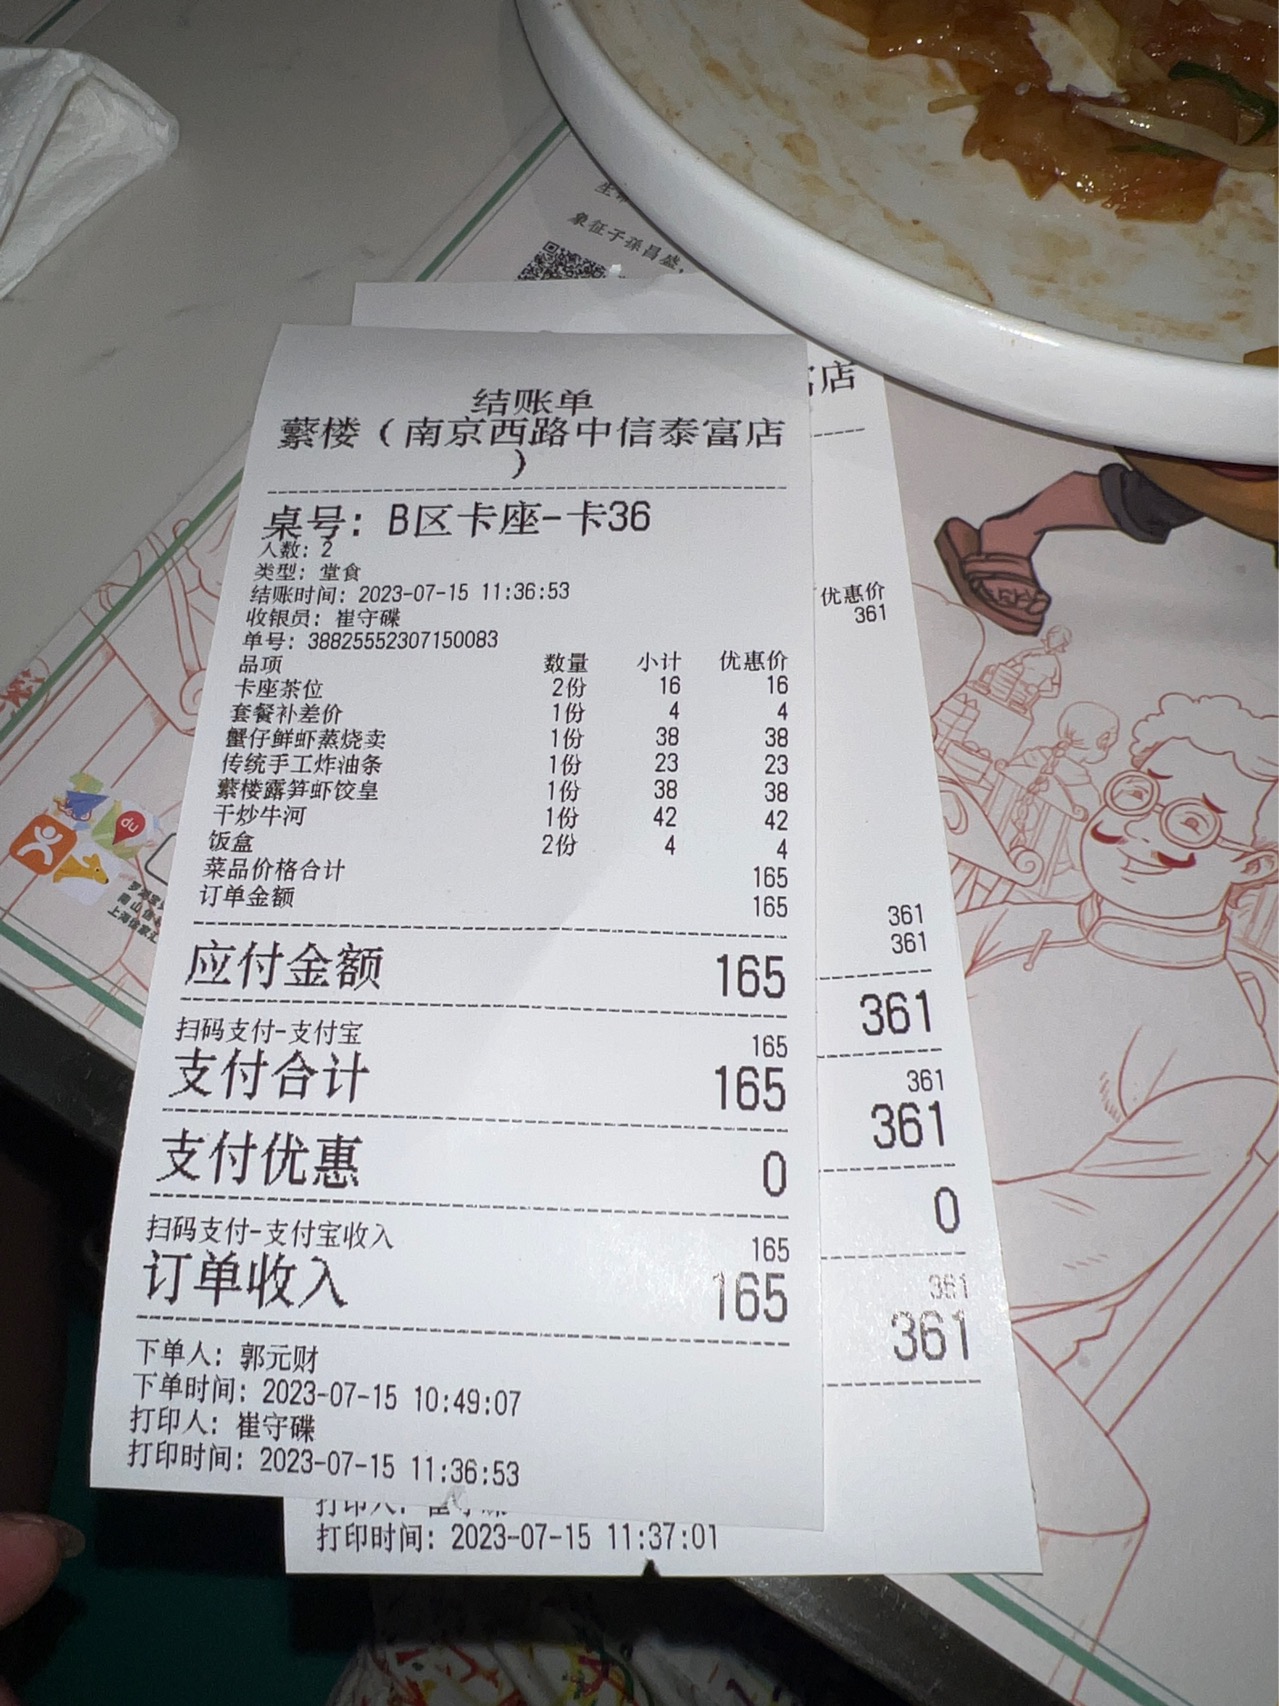 象征子孫昌盛,
结账单
蘩楼（南京西路中信泰富店
）
桌号: B区卡座-卡36
人数: 2
类型: 堂食
结账时间: 2023-07-15 11:36:53
收银员: 崔守碟
单号: 38825552307150083
品项 数量 小计 优惠价
卡座茶位 2份 16 16
套餐补差价 1份 4 4
蟹仔鲜虾蒸烧卖 1份 38 38
传统手工炸油条 1份 23 23
蘩楼露笋虾饺皇 1份 38 38
干炒牛河 1份 42 42
饭盒 2份 4 4
菜品价格合计 165
订单金额 165
应付金额 165
扫码支付-支付宝 165
支付合计 165
支付优惠 0
扫码支付-支付宝收入 165
订单收入 165
下单人: 郭元财
下单时间: 2023-07-15 10:49:07
打印人: 崔守碟
打印时间: 2023-07-15 11:36:53
店
优惠价
361
361
361
361
361
361
0
361
361
打印时间: 2023-07-15 11:37:01